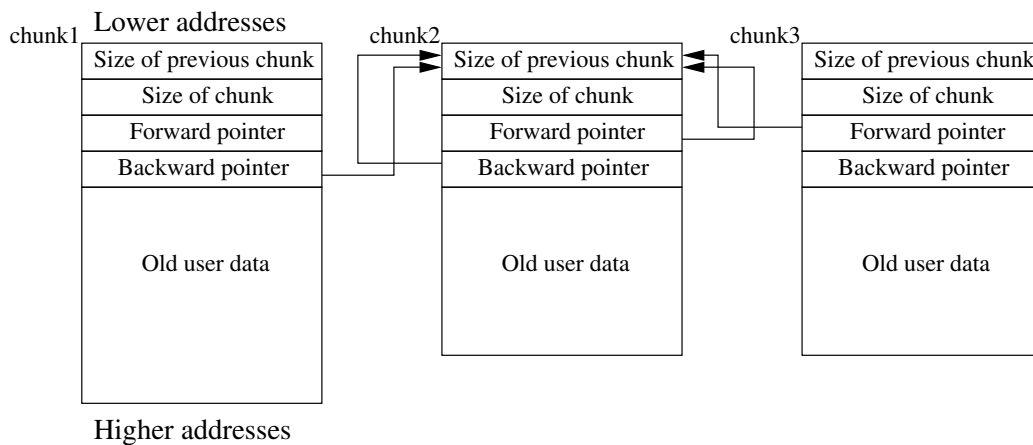 Lower addresses
chunk1
Size of previous chunk
Size of chunk
Forward pointer
Backward pointer
Old user data
Higher addresses
chunk2
Size of previous chunk
Size of chunk
Forward pointer
Backward pointer
Old user data
chunk3
Size of previous chunk
Size of chunk
Forward pointer
Backward pointer
Old user data